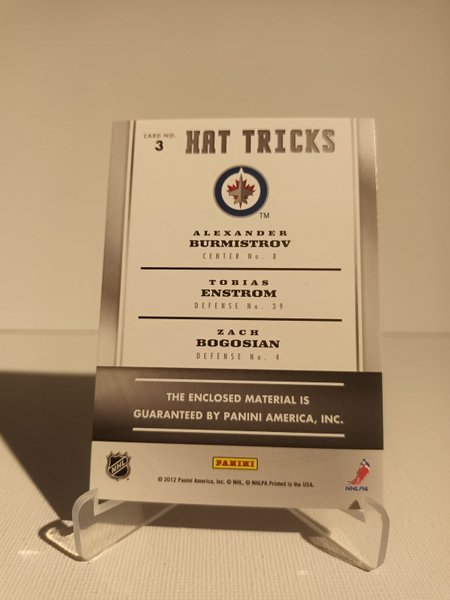 CARD NO.
3
HAT TRICKS
TM
ALEXANDER
BURMISTROV
CENTER No. 8
TOBIAS
ENSTROM
DEFENSE No. 39
ZACH
BOGOSIAN
DEFENSE No. 4
THE ENCLOSED MATERIAL IS
GUARANTEED BY PANINI AMERICA, INC.
NHL
PANINI
NHLPA
© 2012 Panini America, Inc. © NHL, © NHLPA Printed in the USA.